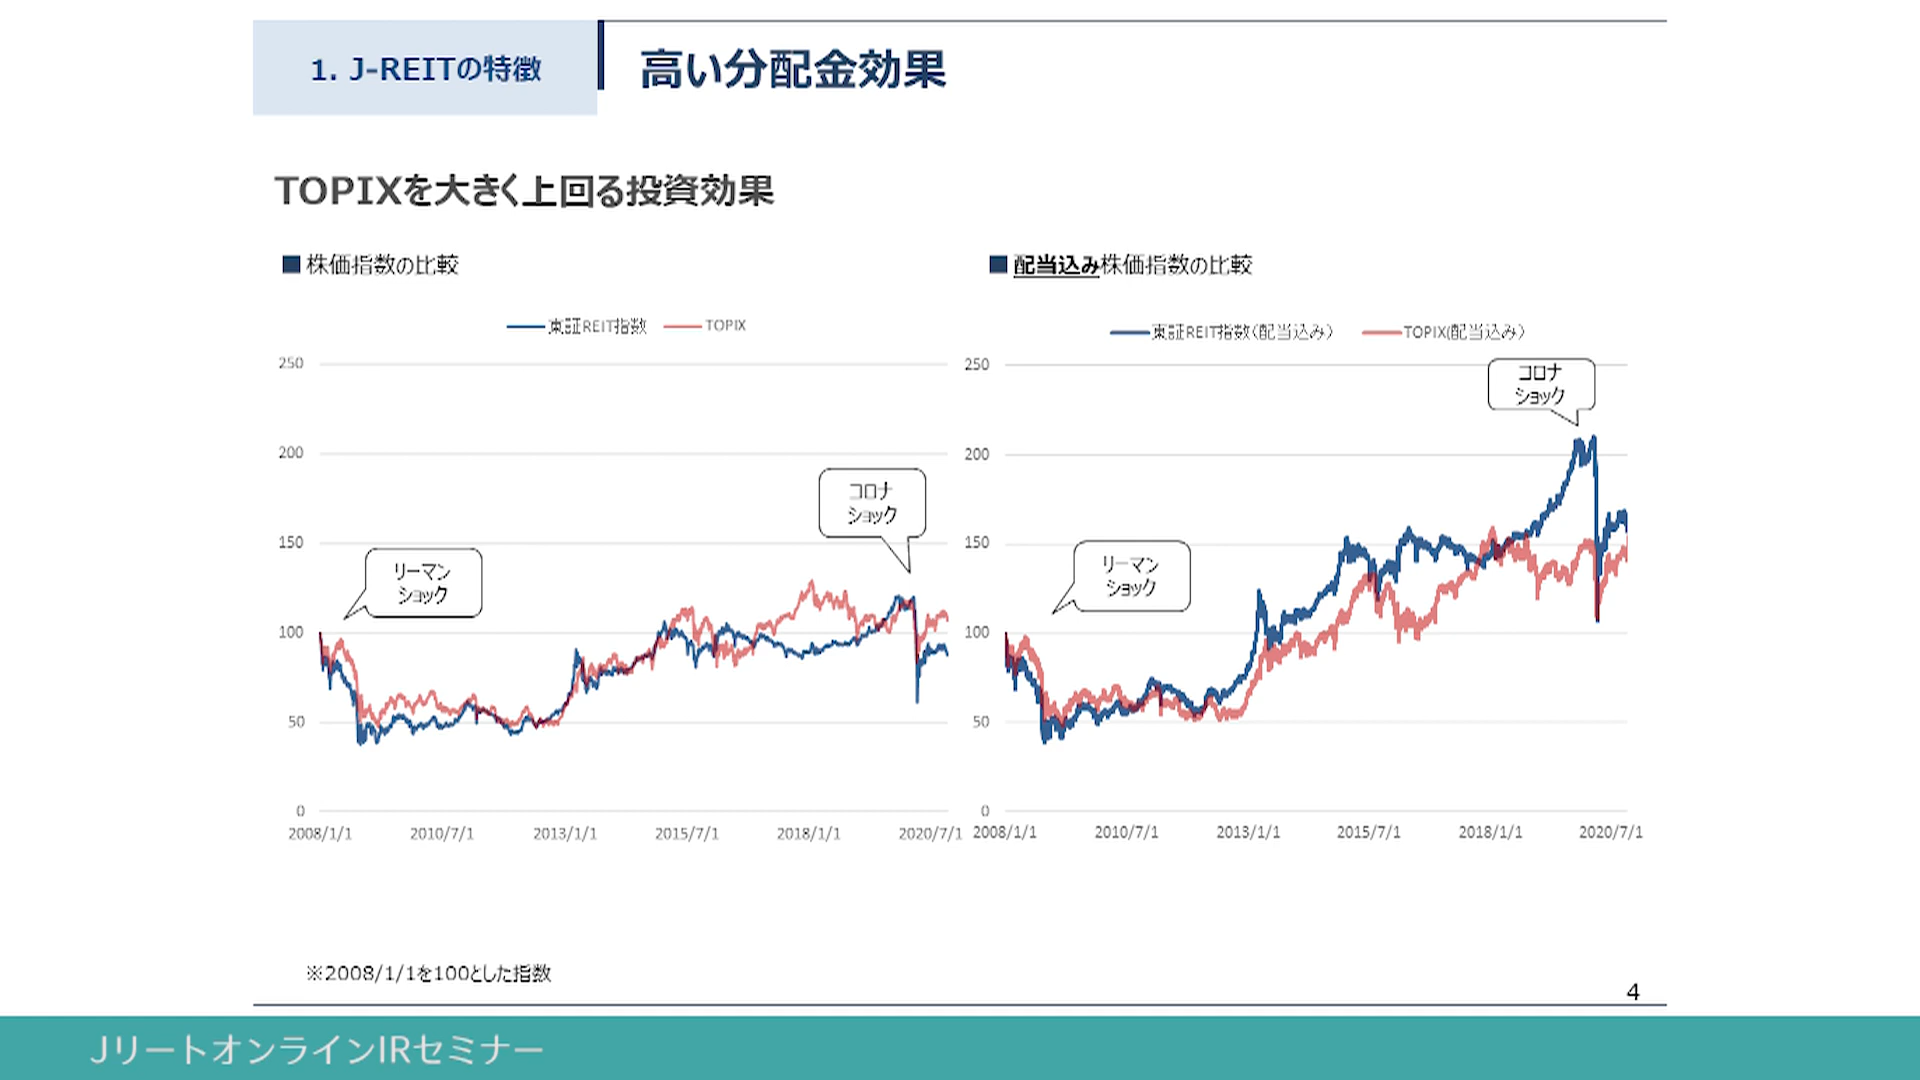 1. J-REITの特徴
高い分配金効果
TOPIXを大きく上回る投資効果
■株価指数の比較
東証REIT指数 TOPIX
250
200
150
100
50
0
リーマン
ショック
コロナ
ショック
2008/1/1 2010/7/1 2013/1/1 2015/7/1 2018/1/1 2020/7/1
■配当込み株価指数の比較
東証REIT指数(配当込み) TOPIX(配当込み)
250
200
150
100
50
0
リーマン
ショック
コロナ
ショック
2008/1/1 2010/7/1 2013/1/1 2015/7/1 2018/1/1 2020/7/1
※2008/1/1を100とした指数
4
JリートオンラインIRセミナー